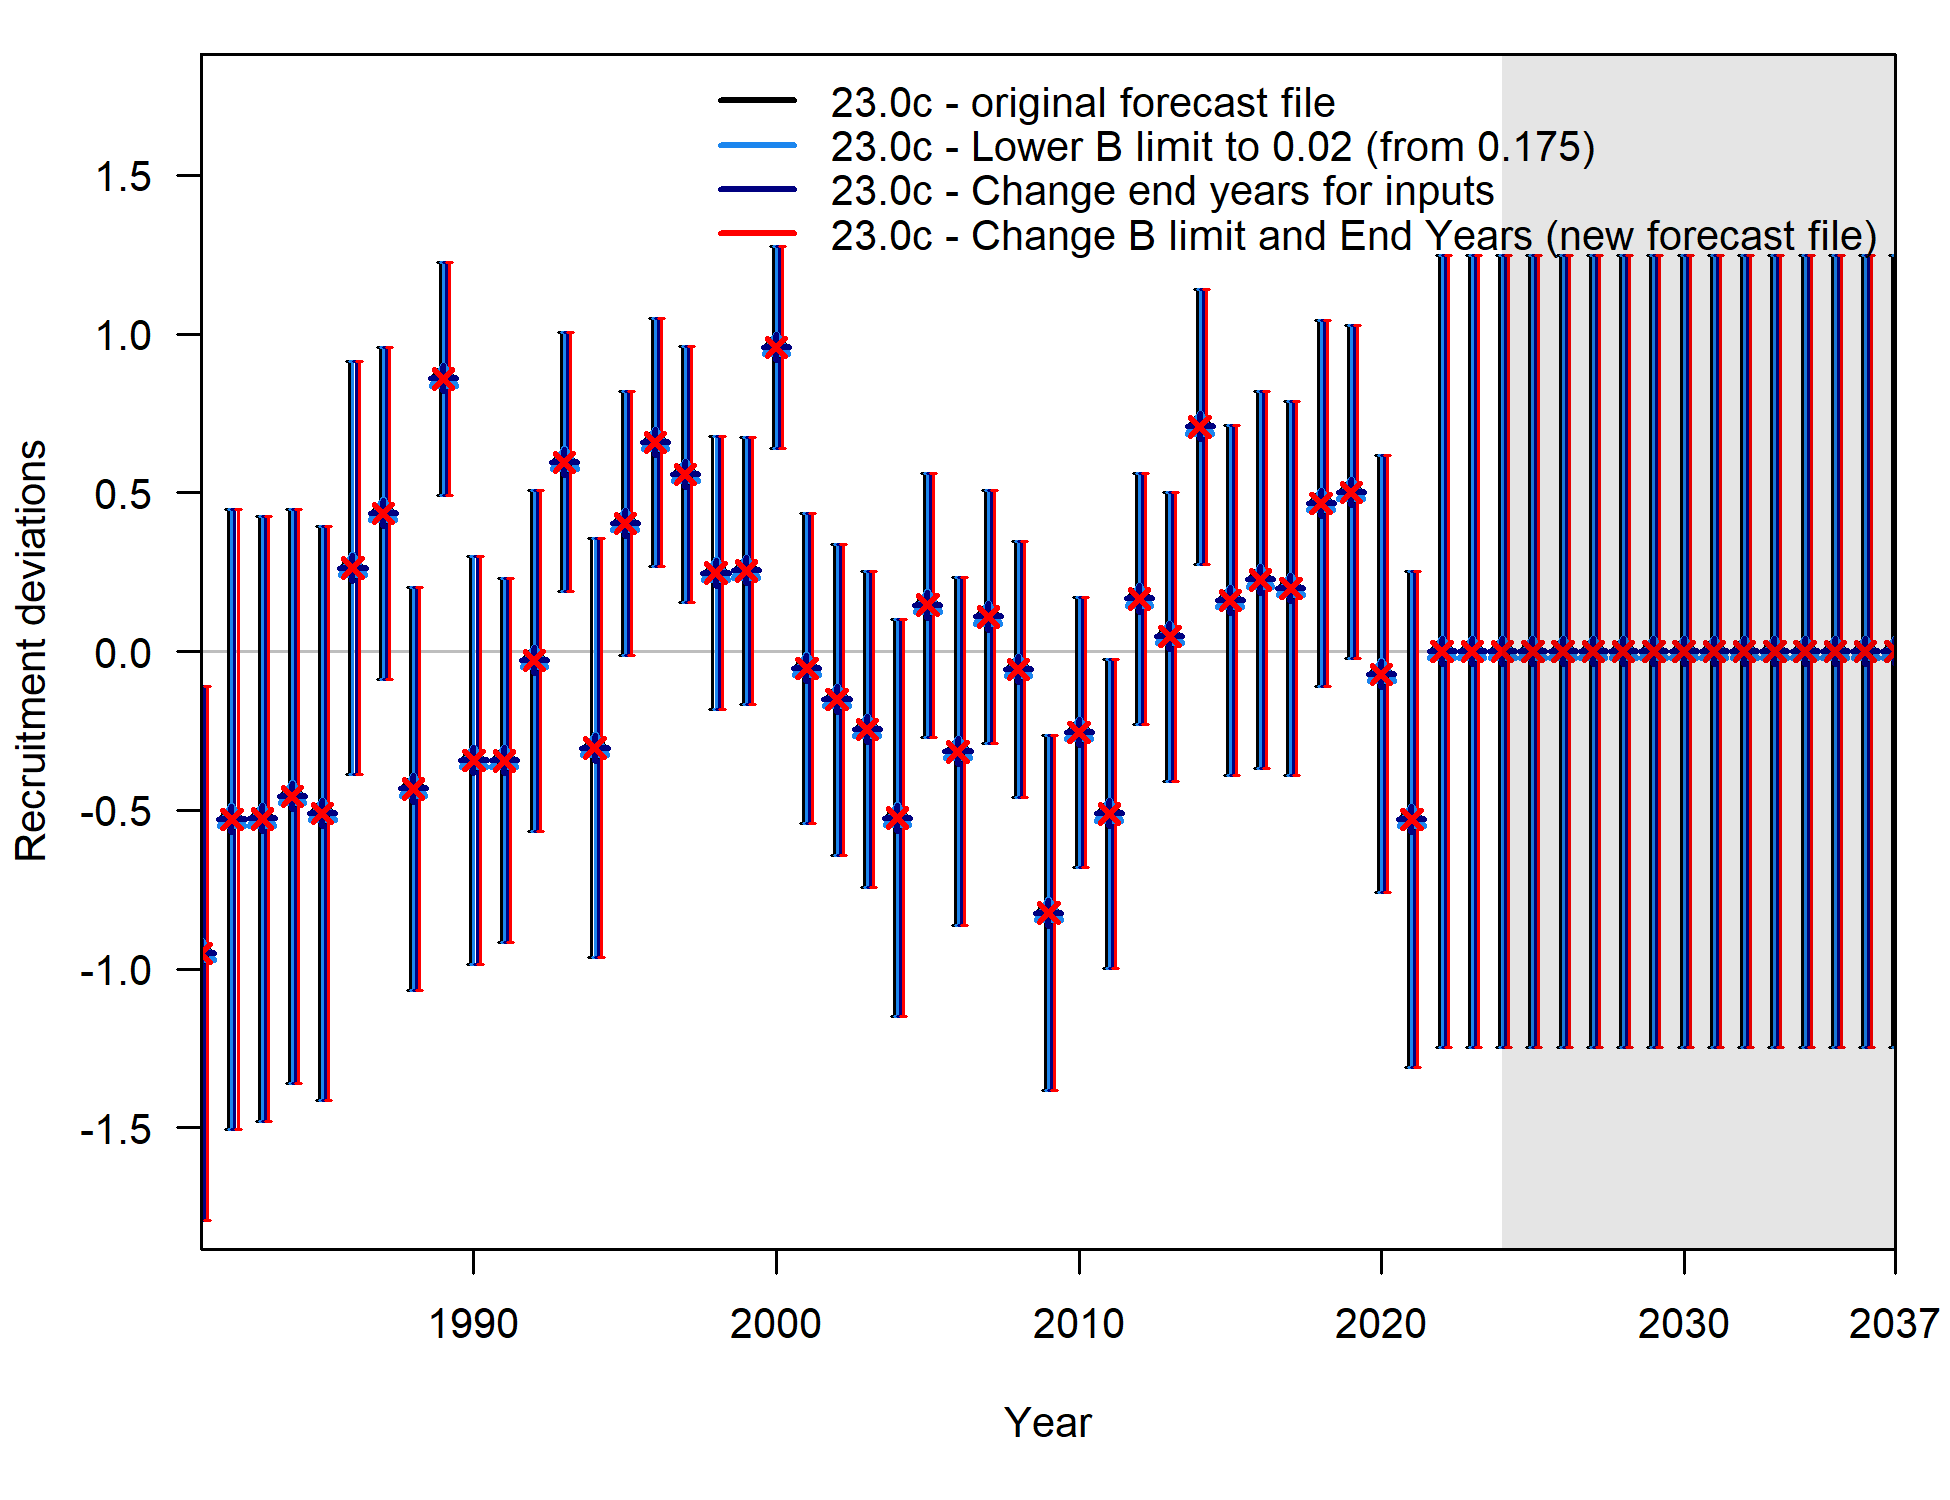 23.0c - original forecast file
23.0c - Lower B limit to 0.02 (from 0.175)
23.0c - Change end years for inputs
23.0c - Change B limit and End Years (new forecast file)
Recruitment deviations
1.5
1.0
0.5
0.0
-0.5
-1.0
-1.5
1990 2000 2010 2020 2030 2037
Year